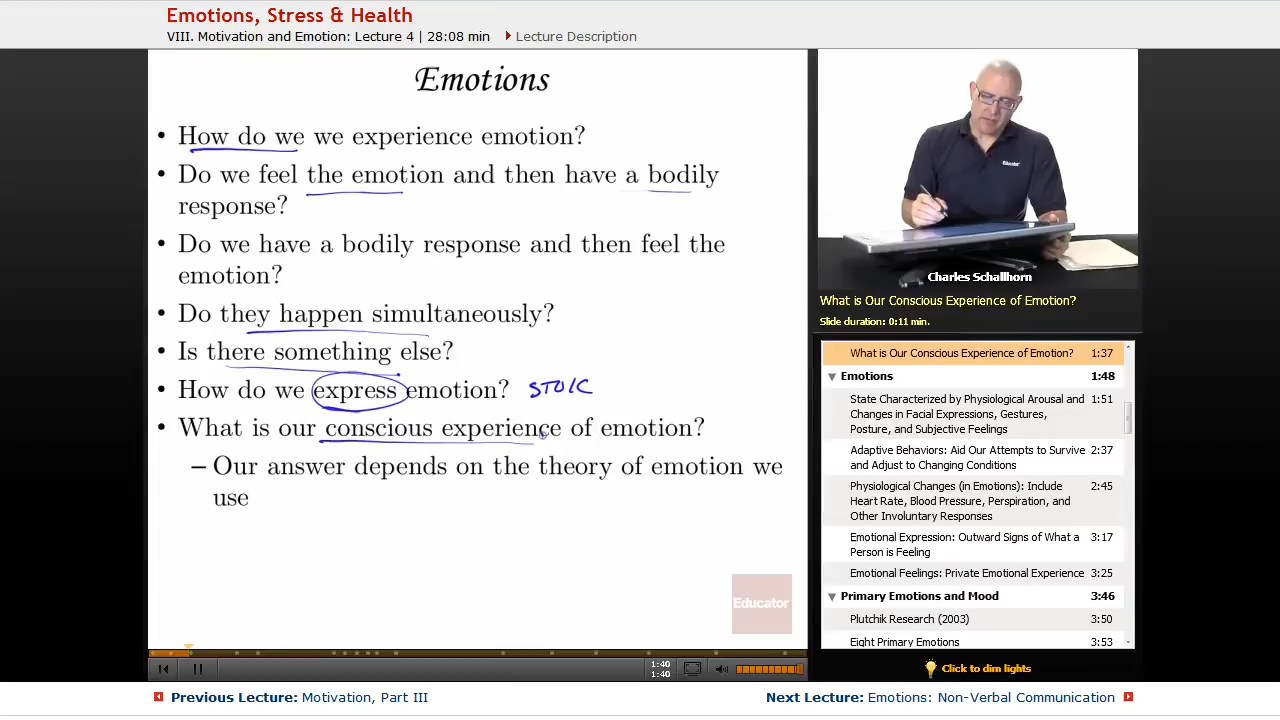 Emotions, Stress & Health
VIII. Motivation and Emotion: Lecture 4 | 28:08 min
Lecture Description
Emotions
• How do we we experience emotion?
• Do we feel the emotion and then have a bodily
response?
• Do we have a bodily response and then feel the
emotion?
• Do they happen simultaneously?
• Is there something else?
• How do we express emotion? STOIC
• What is our conscious experience of emotion?
– Our answer depends on the theory of emotion we
use
Educator
Educator
Charles Schallhorn
What is Our Conscious Experience of Emotion?
Slide duration: 0:11 min.
What is Our Conscious Experience of Emotion? 1:37
Emotions 1:48
State Characterized by Physiological Arousal and 1:51
Changes in Facial Expressions, Gestures,
Posture, and Subjective Feelings
Adaptive Behaviors: Aid Our Attempts to Survive 2:37
and Adjust to Changing Conditions
Physiological Changes (in Emotions): Include 2:45
Heart Rate, Blood Pressure, Perspiration, and
Other Involuntary Responses
Emotional Expression: Outward Signs of What a 3:17
Person is Feeling
Emotional Feelings: Private Emotional Experience 3:25
Primary Emotions and Mood 3:46
Plutchik Research (2003) 3:50
Eight Primary Emotions 3:53
1:40
1:40
Click to dim lights
Previous Lecture: Motivation, Part III
Next Lecture: Emotions: Non-Verbal Communication